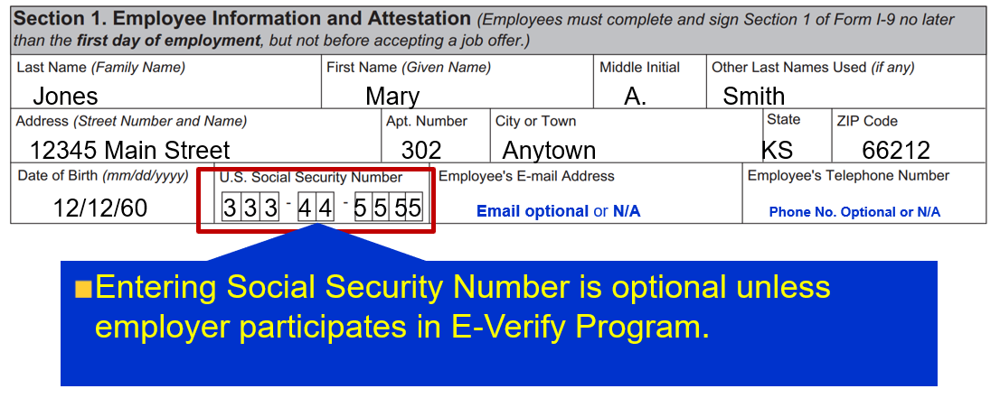 Section 1. Employee Information and Attestation (Employees must complete and sign Section 1 of Form I-9 no later
than the first day of employment, but not before accepting a job offer.)
Last Name (Family Name) First Name (Given Name) Middle Initial Other Last Names Used (if any)
Jones Mary A. Smith
Address (Street Number and Name) Apt. Number City or Town State ZIP Code
12345 Main Street 302 Anytown KS 66212
Date of Birth (mm/dd/yyyy) U.S. Social Security Number Employee's E-mail Address Employee's Telephone Number
12/12/60 333-44-5555 Email optional or N/A Phone No. Optional or N/A
Entering Social Security Number is optional unless
employer participates in E-Verify Program.